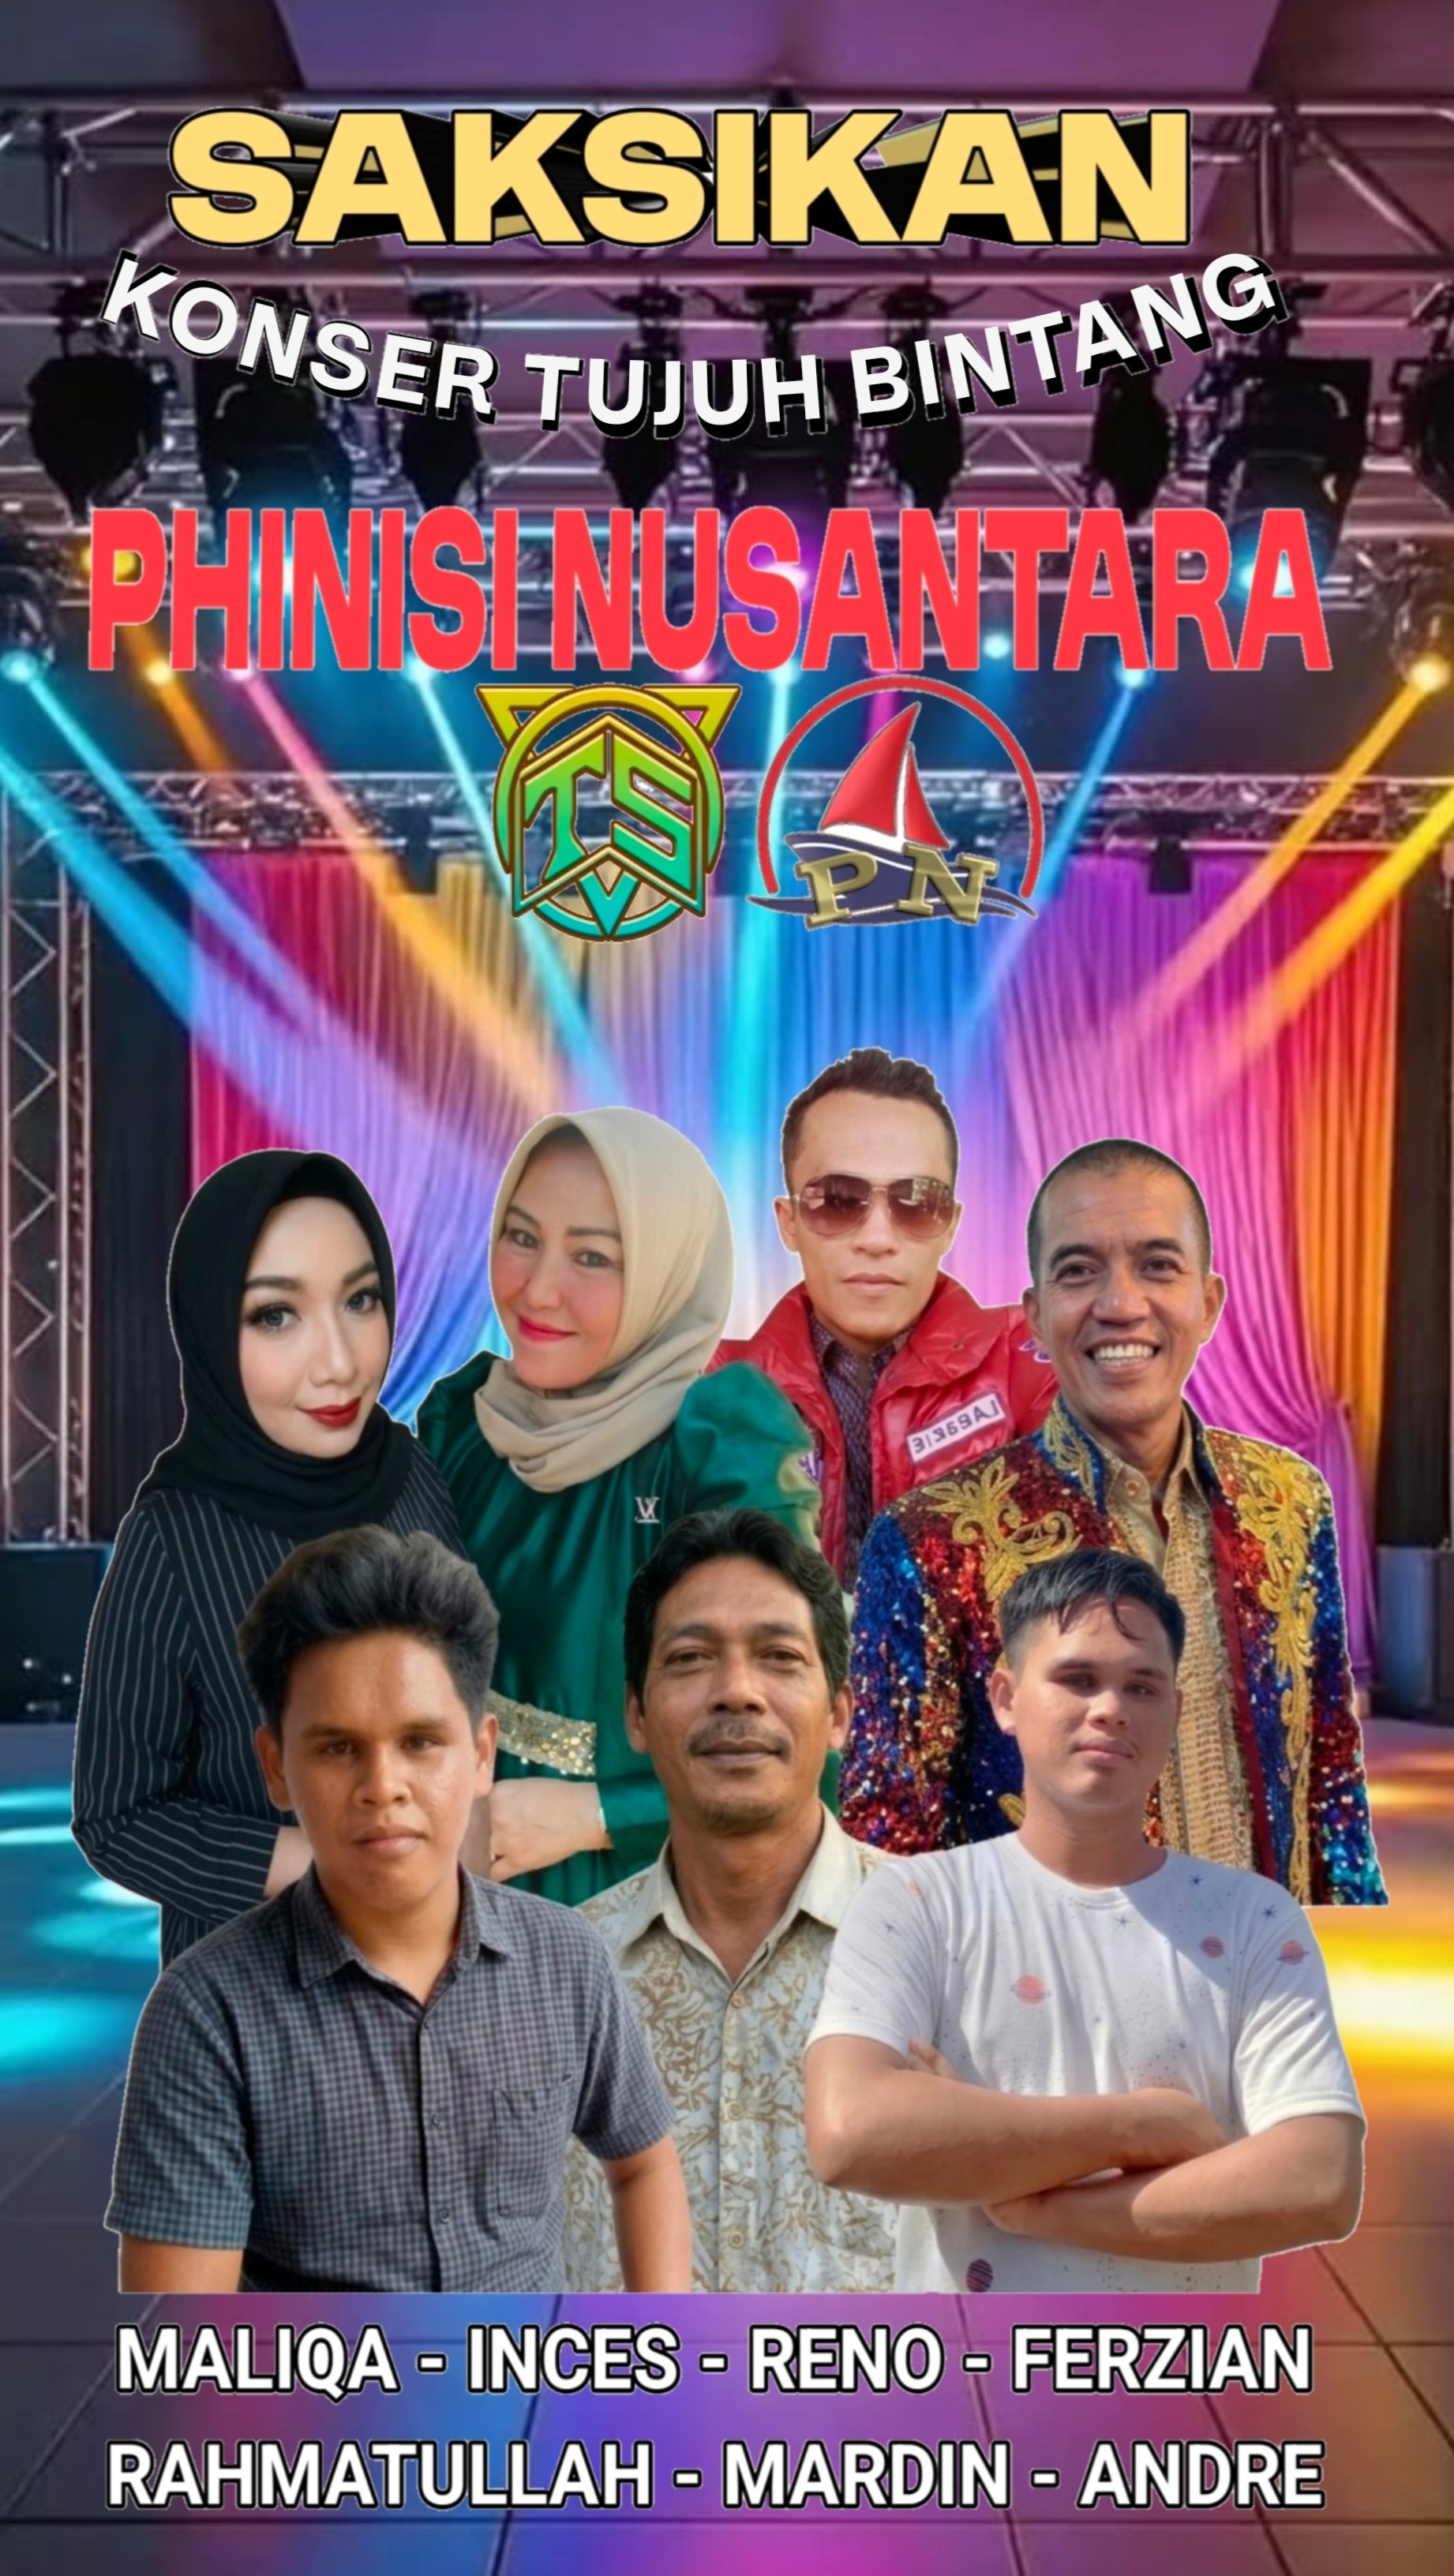 SAKSIKAN
KONSER TUJUH BINTANG
PHINISI NUSANTARA
TS
PN
MALIQA - INCES - RENO - FERZIAN
RAHMATULLAH - MARDIN - ANDRE